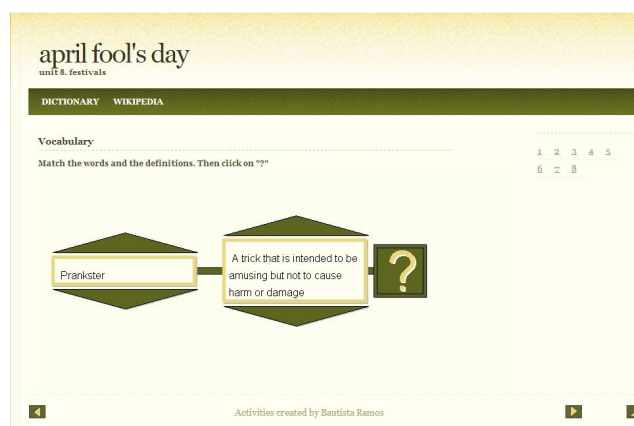 april fool's day
unit 8. festivals
DICTIONARY WIKIPEDIA
Vocabulary
Match the words and the definitions. Then click on "?"
1 2 3 4 5
6 7 8
Prankster
A trick that is intended to be
amusing but not to cause
harm or damage
?
Activities created by Bautista Ramos